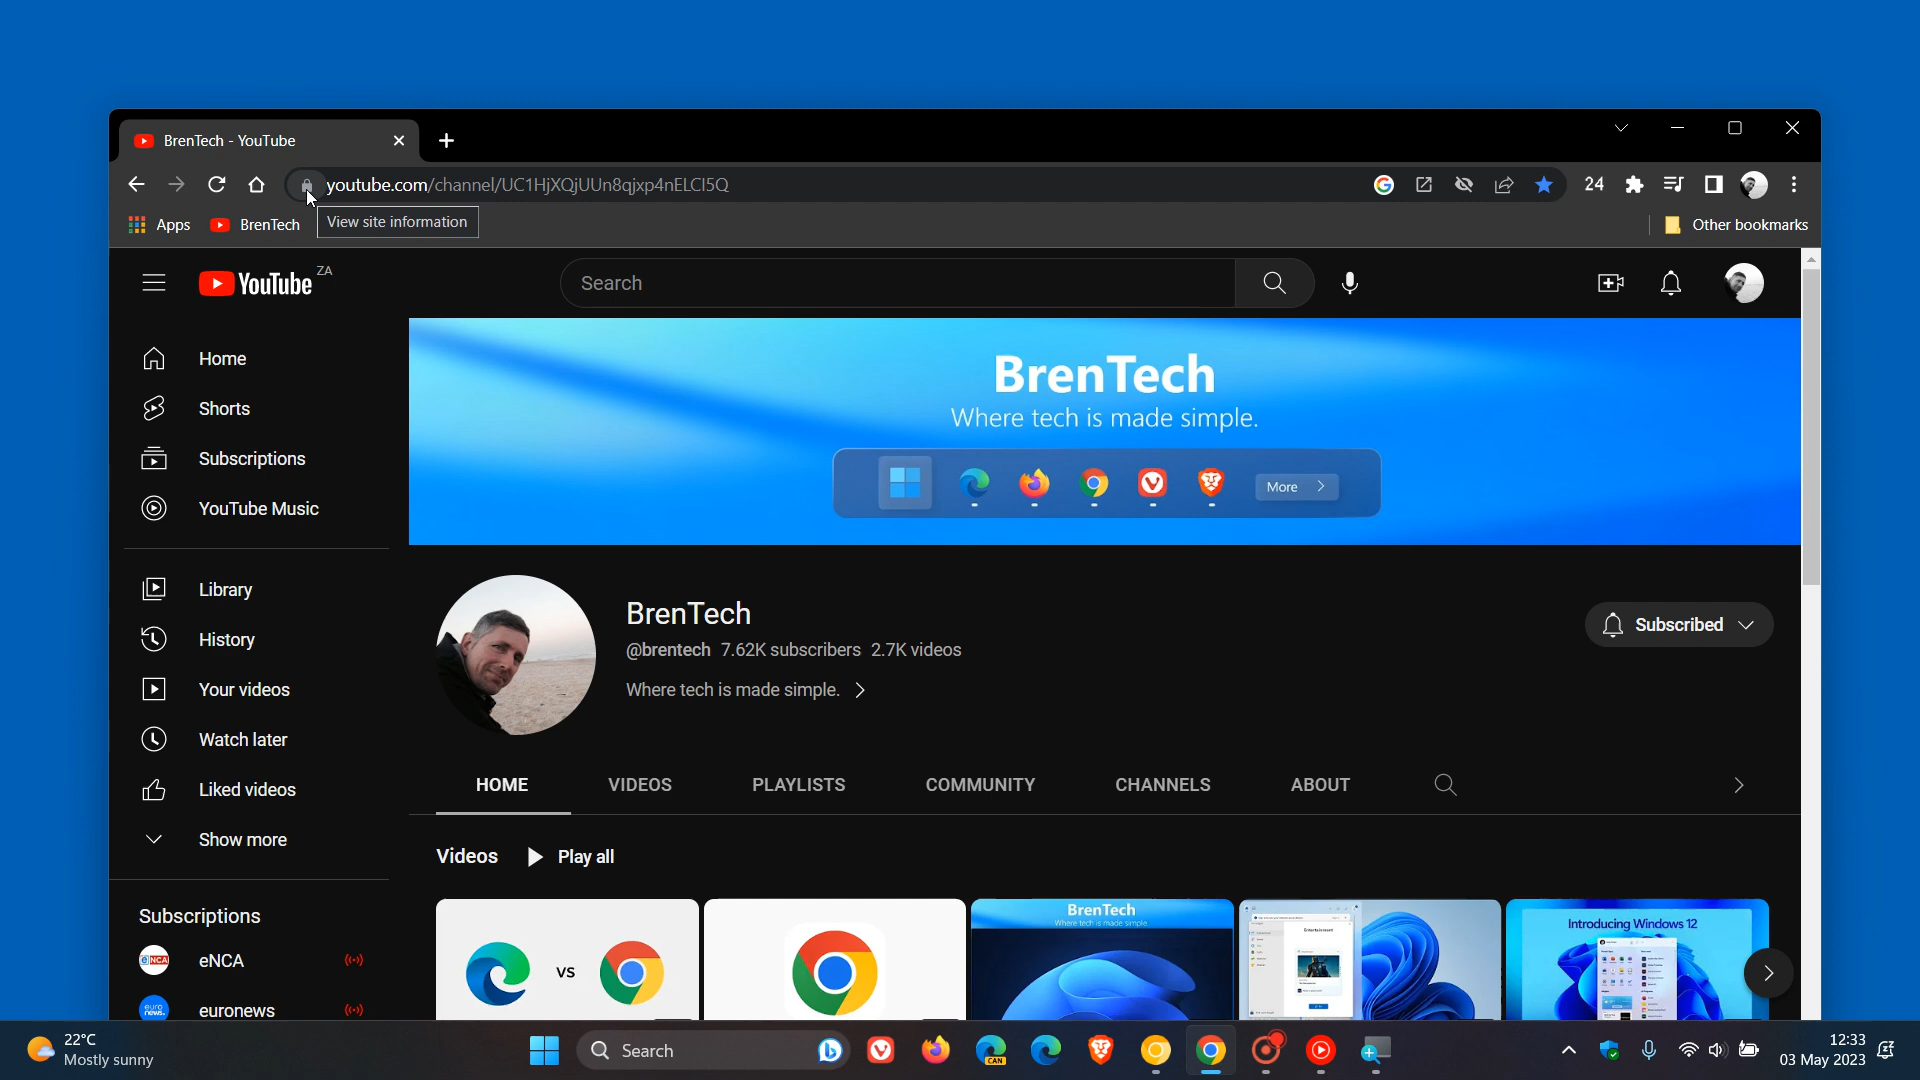 BrenTech - YouTube
youtube.com/channel/UC1HjXQjUUn8qjxp4nELCI5Q
24
Apps
BrenTech
View site information
Other bookmarks
YouTube ZA
Search
Home
Shorts
Subscriptions
YouTube Music
Library
History
Your videos
Watch later
Liked videos
Show more
Subscriptions
eNCA
euronews
BrenTech
Where tech is made simple.
More
BrenTech
@brentech 7.62K subscribers 2.7K videos
Where tech is made simple.
Subscribed
HOME
VIDEOS
PLAYLISTS
COMMUNITY
CHANNELS
ABOUT
Videos
Play all
VS
BrenTech
Where tech is made simple.
Introducing Windows 12
22°C
Mostly sunny
Search
CAN
12:33
03 May 2023